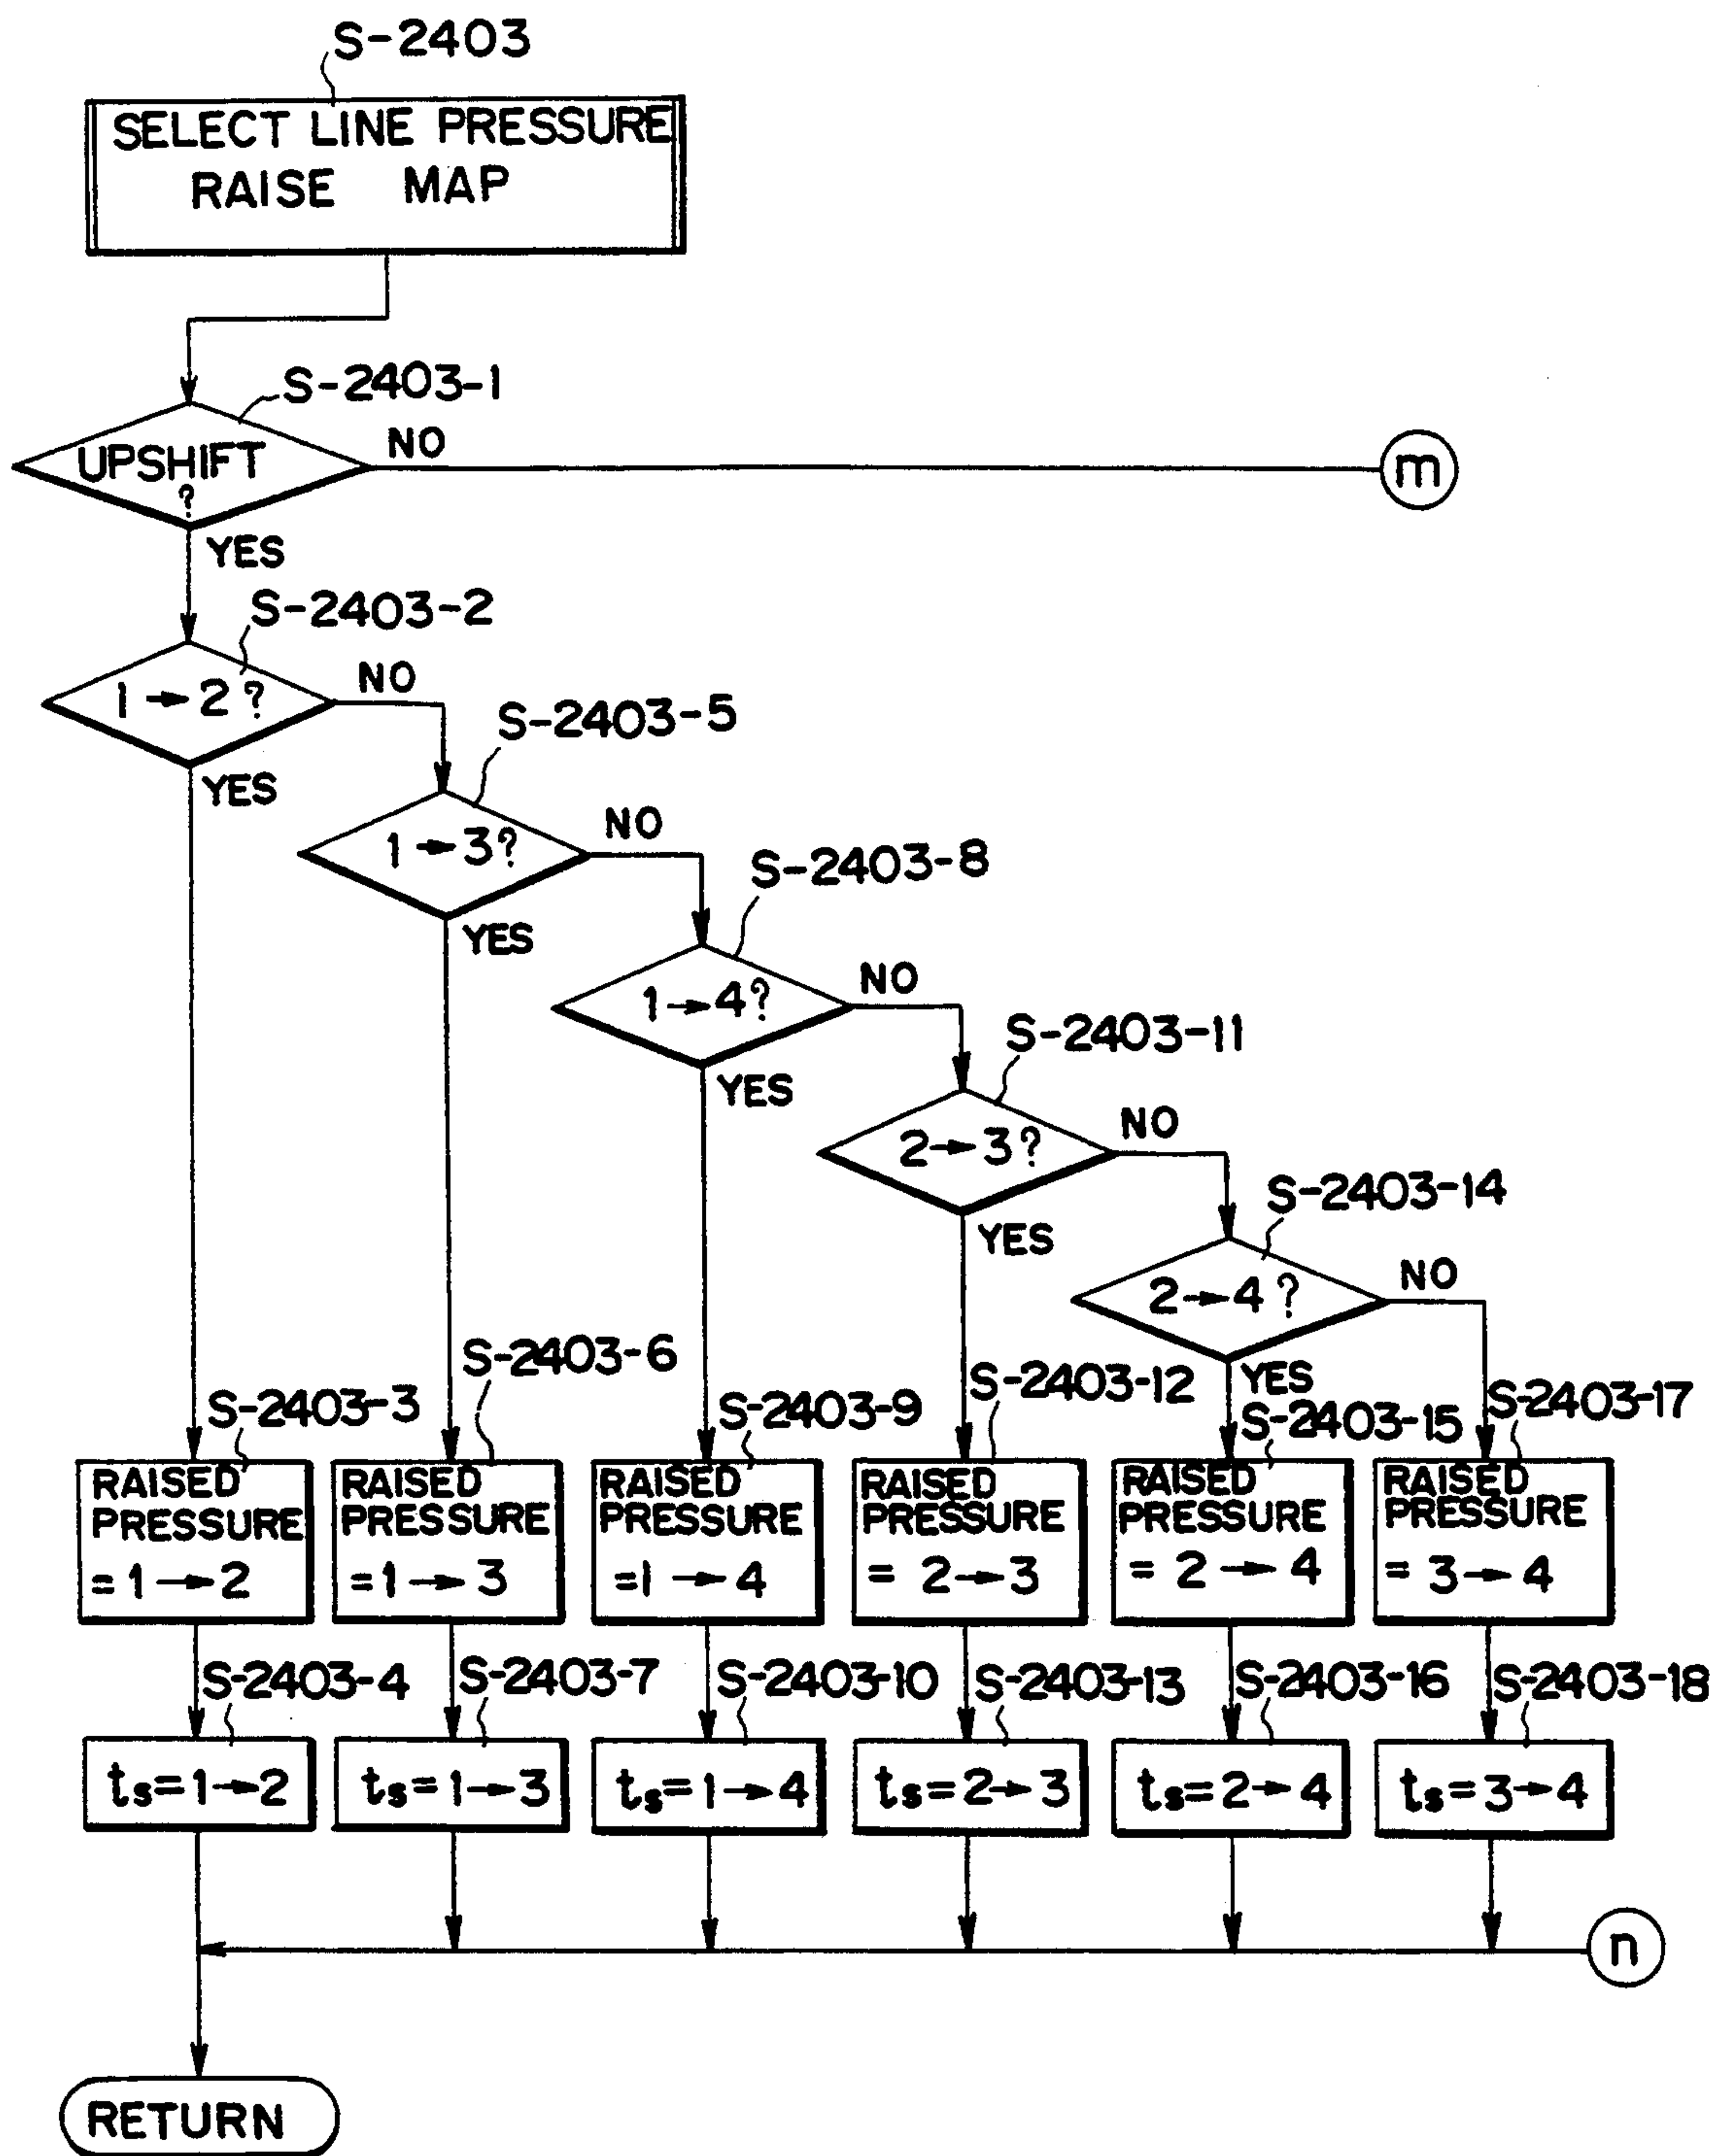 S-2403
SELECT LINE PRESSURE
RAISE MAP
S-2403-1
UPSHIFT
?
NO
m
YES
S-2403-2
1→2?
NO
YES
S-2403-5
1→3?
NO
YES
S-2403-8
1→4?
NO
YES
S-2403-11
2→3?
NO
YES
S-2403-14
2→4?
NO
YES
S-2403-3
RAISED
PRESSURE
=1→2
S-2403-6
RAISED
PRESSURE
=1→3
S-2403-9
RAISED
PRESSURE
=1→4
S-2403-12
RAISED
PRESSURE
= 2→3
S-2403-15
RAISED
PRESSURE
= 2→4
S-2403-17
RAISED
PRESSURE
= 3→4
S-2403-4
ts=1→2
S-2403-7
ts=1→3
S-2403-10
ts=1→4
S-2403-13
ts=2→3
S-2403-16
ts=2→4
S-2403-18
ts=3→4
n
RETURN